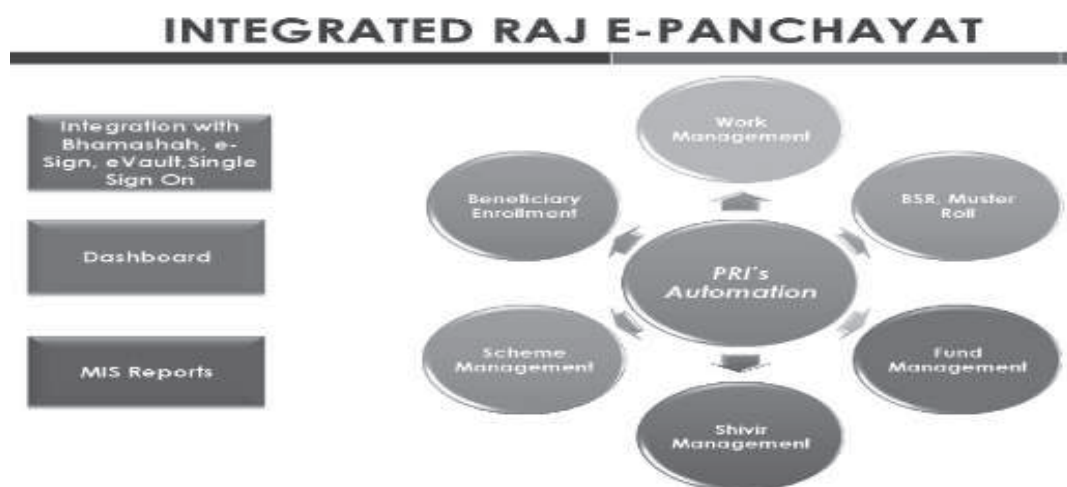 INTEGRATED RAJ E-PANCHAYAT
Integration with
Bhamashah, e-
Sign, eVault,Single
Sign On
Dashboard
MIS Reports
Work
Management
BSR, Muster
Roll
Fund
Management
Shivir
Management
Scheme
Management
Beneficiary
Enrollment
PRI's
Automation